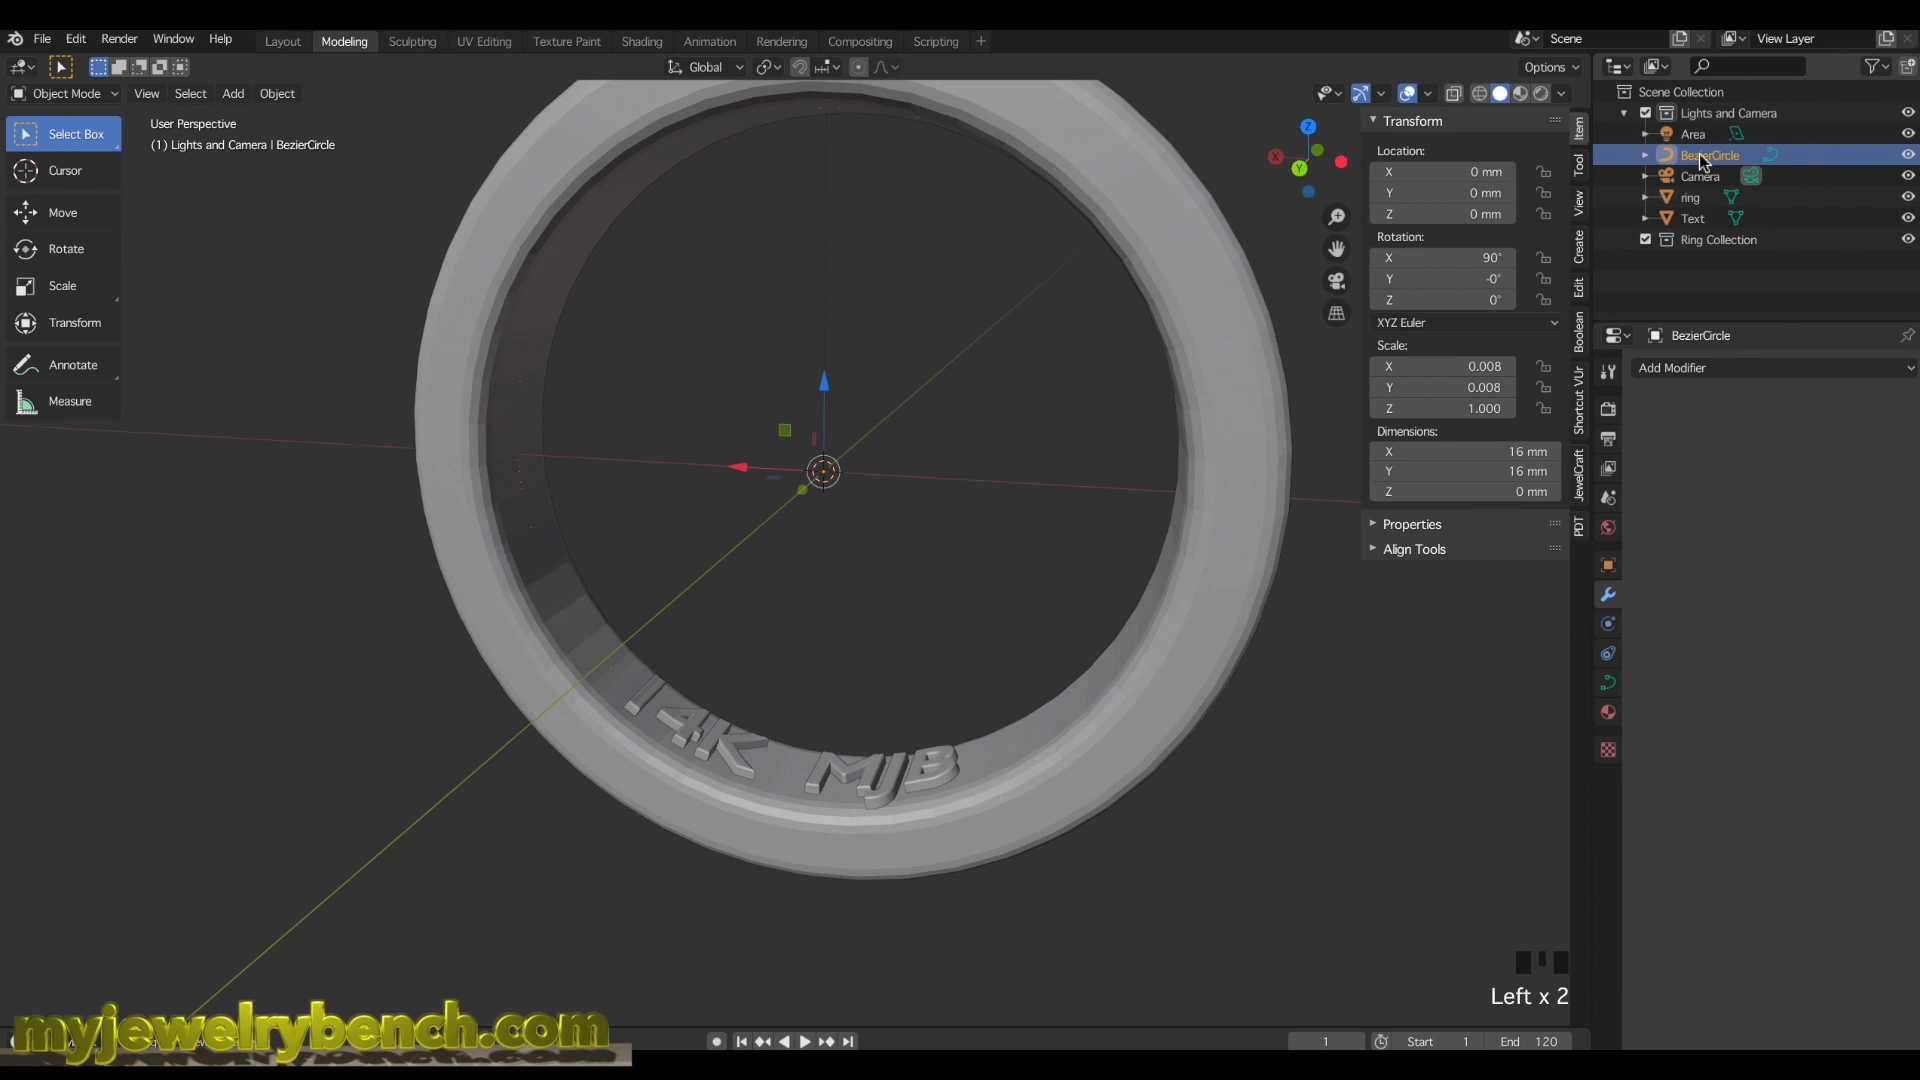 File Edit Render Window Help Layout Modeling Sculpting UV Editing Texture Paint Shading Animation Rendering Compositing Scripting + Scene View Layer
Global Options
Object Mode View Select Add Object
Scene Collection
Lights and Camera
Area
BezierCircle
Camera
ring
Text
Ring Collection
Select Box
Cursor
Move
Rotate
Scale
Transform
Annotate
Measure
User Perspective
(1) Lights and Camera | BezierCircle
Z
Y
X
Transform
Location:
X 0 mm
Y 0 mm
Z 0 mm
Rotation:
X 90°
Y -0°
Z 0°
XYZ Euler
Scale:
X 0.008
Y 0.008
Z 1.000
Dimensions:
X 16 mm
Y 16 mm
Z 0 mm
Properties
Align Tools
Item
Tool
View
Create
Edit
Boolean
Shortcut VUr
JewelCraft
PDT
BezierCircle
Add Modifier
14K MJB
Left x 2
myjewelrybench.com
1 Start 1 End 120